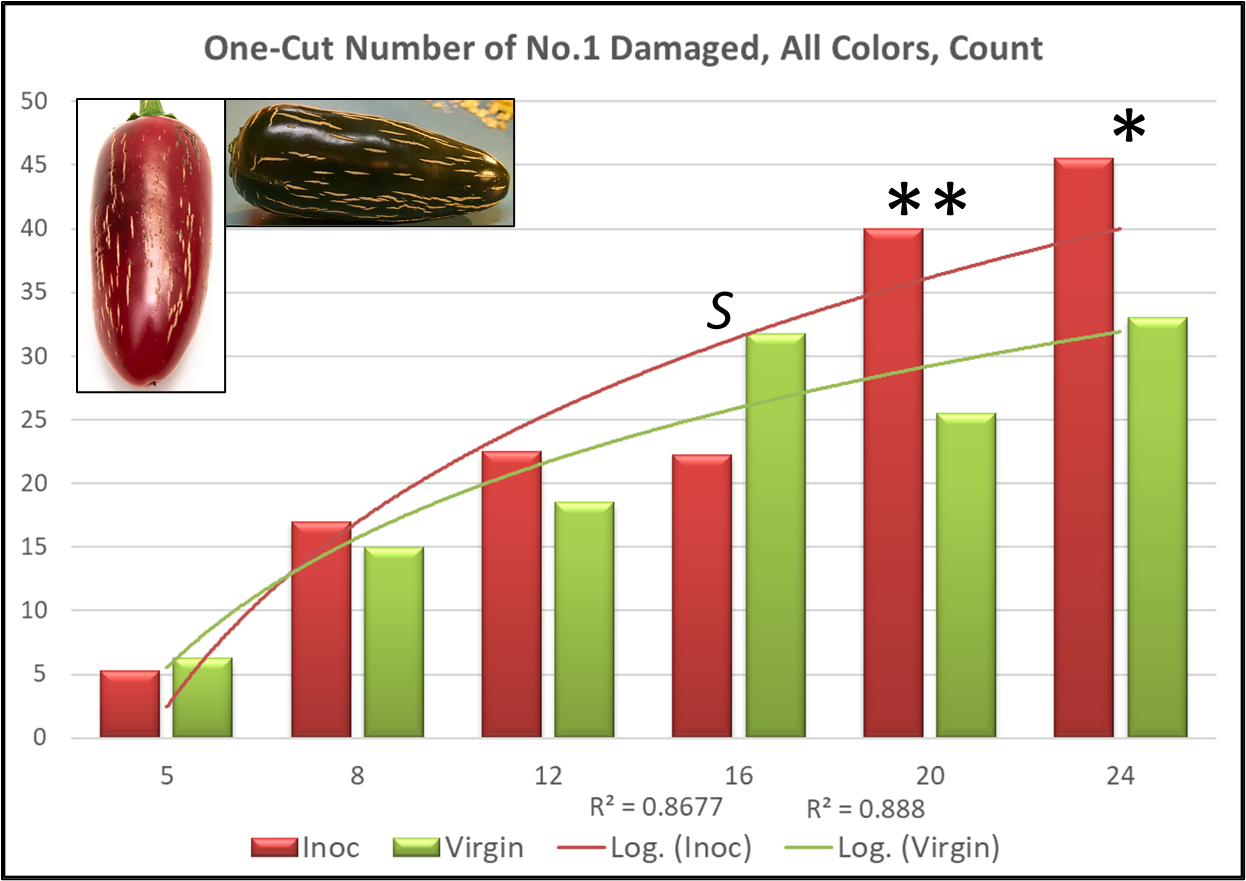 One-Cut Number of No.1 Damaged, All Colors, Count
50
45
*
40
**
35
S
30
25
20
15
10
5
0
5 8 12 16 20 24
R² = 0.8677 R² = 0.888
Inoc Virgin Log. (Inoc) Log. (Virgin)